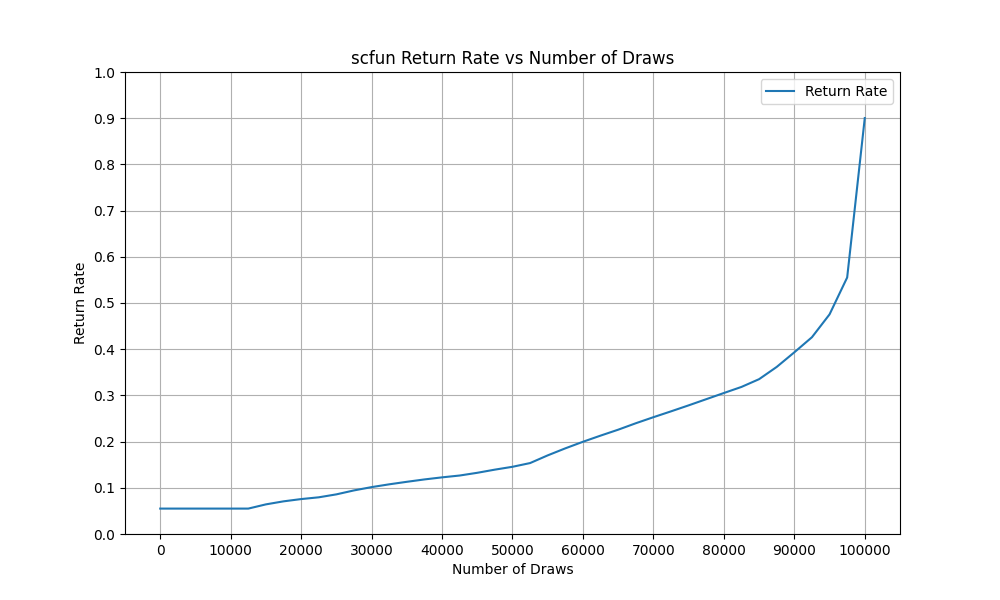 scfun Return Rate vs Number of Draws
Return Rate
1.0
0.9
0.8
0.7
0.6
0.5
0.4
0.3
0.2
0.1
0.0
Return Rate
0 10000 20000 30000 40000 50000 60000 70000 80000 90000 100000
Number of Draws